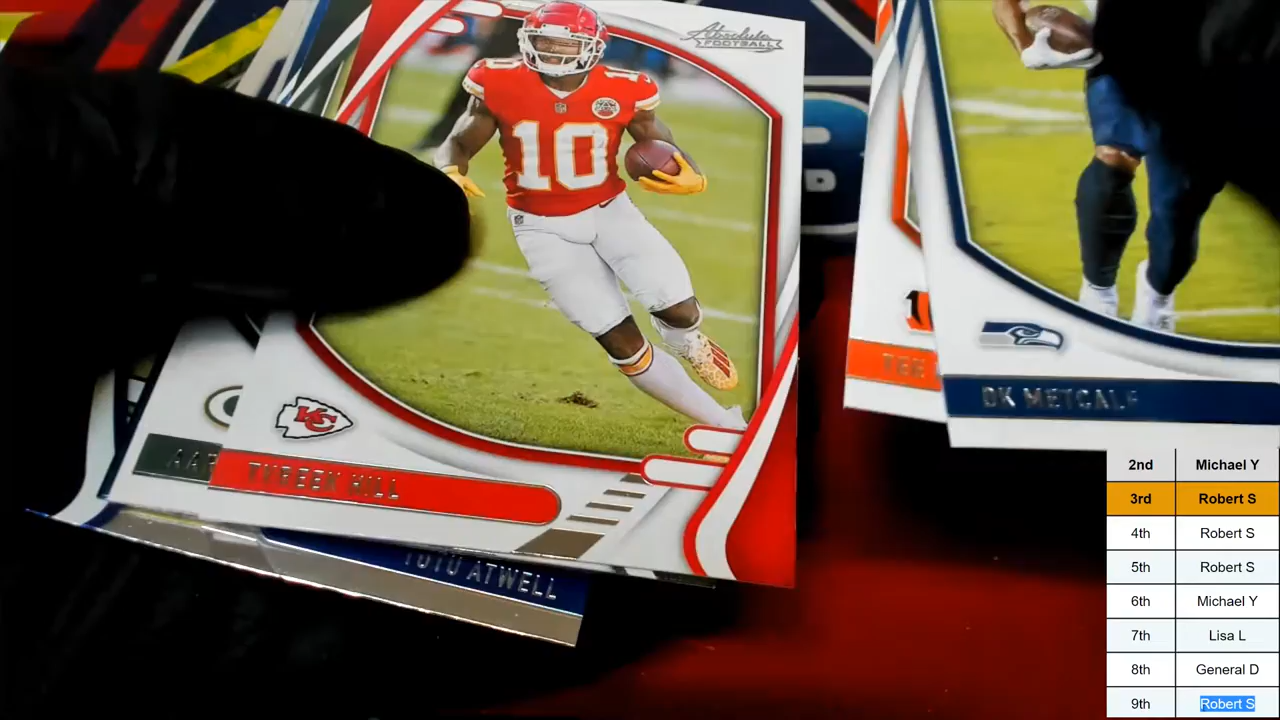 Absolute
FOOTBALL
10
10
TYREEK HILL
TUTU ATWELL
DK METCALF
2nd Michael Y
3rd Robert S
4th Robert S
5th Robert S
6th Michael Y
7th Lisa L
8th General D
9th Robert S